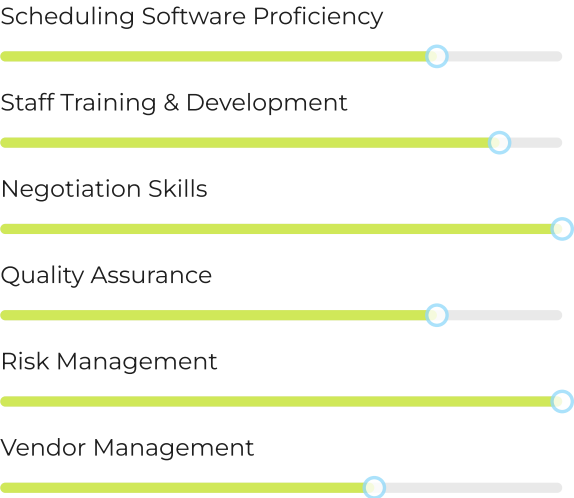 Scheduling Software Proficiency
Staff Training & Development
Negotiation Skills
Quality Assurance
Risk Management
Vendor Management